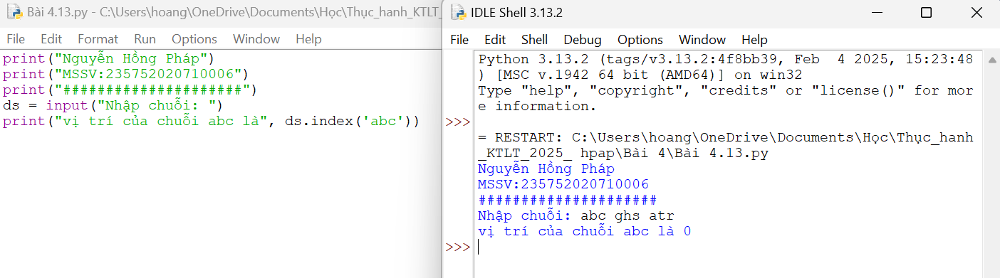 Bài 4.13.py - C:\Users\hoang\OneDrive\Documents\Học\Thục_hanh_KTLT_
File Edit Format Run Options Window Help
print("Nguyễn Hồng Pháp")
print("MSSV:235752020710006")
print("#####################")
ds = input("Nhập chuỗi: ")
print("vị trí của chuỗi abc là", ds.index('abc'))
IDLE Shell 3.13.2
File Edit Shell Debug Options Window Help
Python 3.13.2 (tags/v3.13.2:4f8bb39, Feb  4 2025, 15:23:48
) [MSC v.1942 64 bit (AMD64)] on win32
Type "help", "copyright", "credits" or "license()" for mor
e information.
>>>
= RESTART: C:\Users\hoang\OneDrive\Documents\Học\Thục_hanh
_KTLT_2025_ hpap\Bài 4\Bài 4.13.py
Nguyễn Hồng Pháp
MSSV:235752020710006
#####################
Nhập chuỗi: abc ghs atr
vị trí của chuỗi abc là 0
>>>